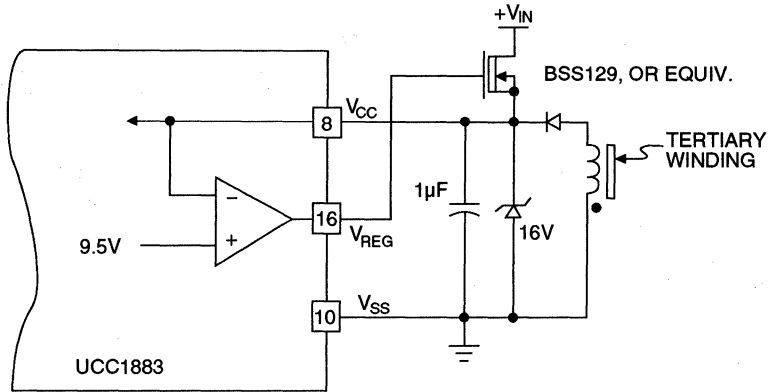 +VIN
BSS129, OR EQUIV.
8
VCC
TERTIARY
WINDING
1µF
−
16
+
9.5V
VREG
16V
10
VSS
UCC1883